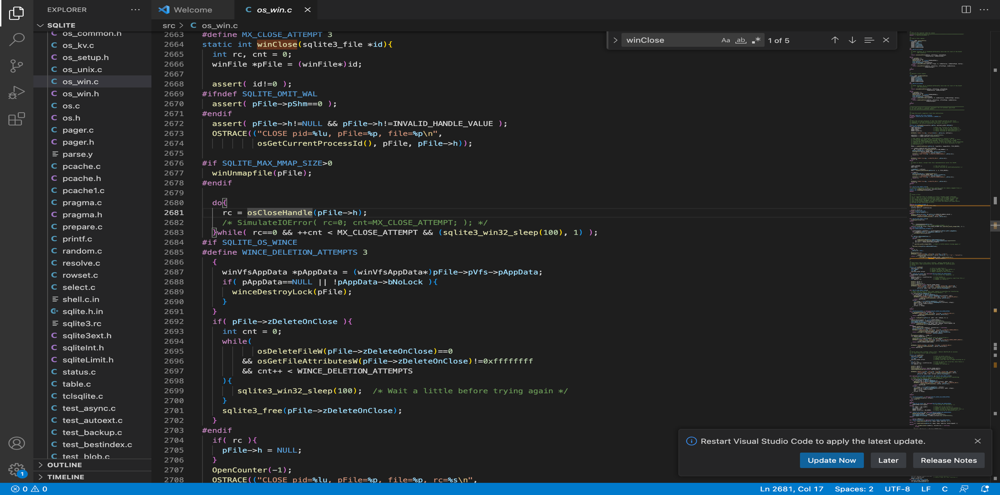 EXPLORER
Welcome
os_win.c
SQLITE
src > os_win.c
os_common.h
os_kv.c
os_setup.h
os_unix.c
os_win.c
os_win.h
os.c
os.h
pager.c
pager.h
parse.y
pcache.c
pcache.h
pcache1.c
pragma.c
pragma.h
prepare.c
printf.c
random.c
resolve.c
rowset.c
select.c
shell.c.in
sqlite.h.in
sqlite3.rc
sqlite3ext.h
sqliteInt.h
sqliteLimit.h
status.c
table.c
tclsqlite.c
test_async.c
test_autoext.c
test_backup.c
test_bestindex.c
test_blob.c
OUTLINE
TIMELINE
2663 #define MX_CLOSE_ATTEMPT 3
2664 static int winClose(sqlite3_file *id){
2665 int rc, cnt = 0;
2666 winFile *pFile = (winFile*)id;
2667
2668 assert( id!=0 );
2669 #ifndef SQLITE_OMIT_WAL
2670 assert( pFile->pShm==0 );
2671 #endif
2672 assert( pFile->h!=NULL && pFile->h!=INVALID_HANDLE_VALUE );
2673 OSTRACE(("CLOSE pid=%lu, pFile=%p, file=%p\n",
2674 osGetCurrentProcessId(), pFile, pFile->h));
2675
2676 #if SQLITE_MAX_MMAP_SIZE>0
2677 winUnmapfile(pFile);
2678 #endif
2679
2680 do{
2681 rc = osCloseHandle(pFile->h);
2682 /* SimulateIOError( rc=0; cnt=MX_CLOSE_ATTEMPT; ); */
2683 }while( rc==0 && ++cnt < MX_CLOSE_ATTEMPT && (sqlite3_win32_sleep(100), 1) );
2684 #if SQLITE_OS_WINCE
2685 #define WINCE_DELETION_ATTEMPTS 3
2686 {
2687 winVfsAppData *pAppData = (winVfsAppData*)pFile->pVfs->pAppData;
2688 if( pAppData==NULL || !pAppData->bNoLock ){
2689 winceDestroyLock(pFile);
2690 }
2691 }
2692 if( pFile->zDeleteOnClose ){
2693 int cnt = 0;
2694 while(
2695 osDeleteFileW(pFile->zDeleteOnClose)==0
2696 && osGetFileAttributesW(pFile->zDeleteOnClose)!=0xffffffff
2697 && cnt++ < WINCE_DELETION_ATTEMPTS
2698 ){
2699 sqlite3_win32_sleep(100); /* Wait a little before trying again */
2700 }
2701 sqlite3_free(pFile->zDeleteOnClose);
2702 }
2703 #endif
2704 if( rc ){
2705 pFile->h = NULL;
2706 }
2707 OpenCounter(-1);
2708 OSTRACE(("CLOSE pid=%lu, pFile=%p, file=%p, rc=%s\n",
winClose Aa ab .* 1 of 5
Restart Visual Studio Code to apply the latest update.
Update Now Later Release Notes
1
0 0 Ln 2681, Col 17 Spaces: 2 UTF-8 LF C